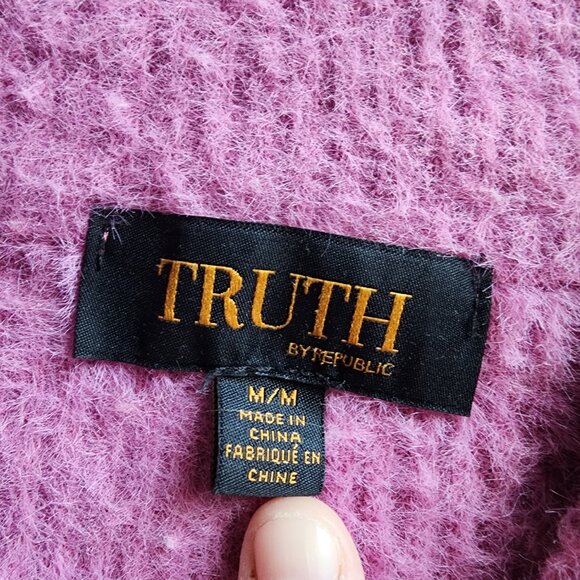 TRUTH
BY REPUBLIC
M/M
MADE IN
CHINA
FABRIQUÉ EN
CHINE